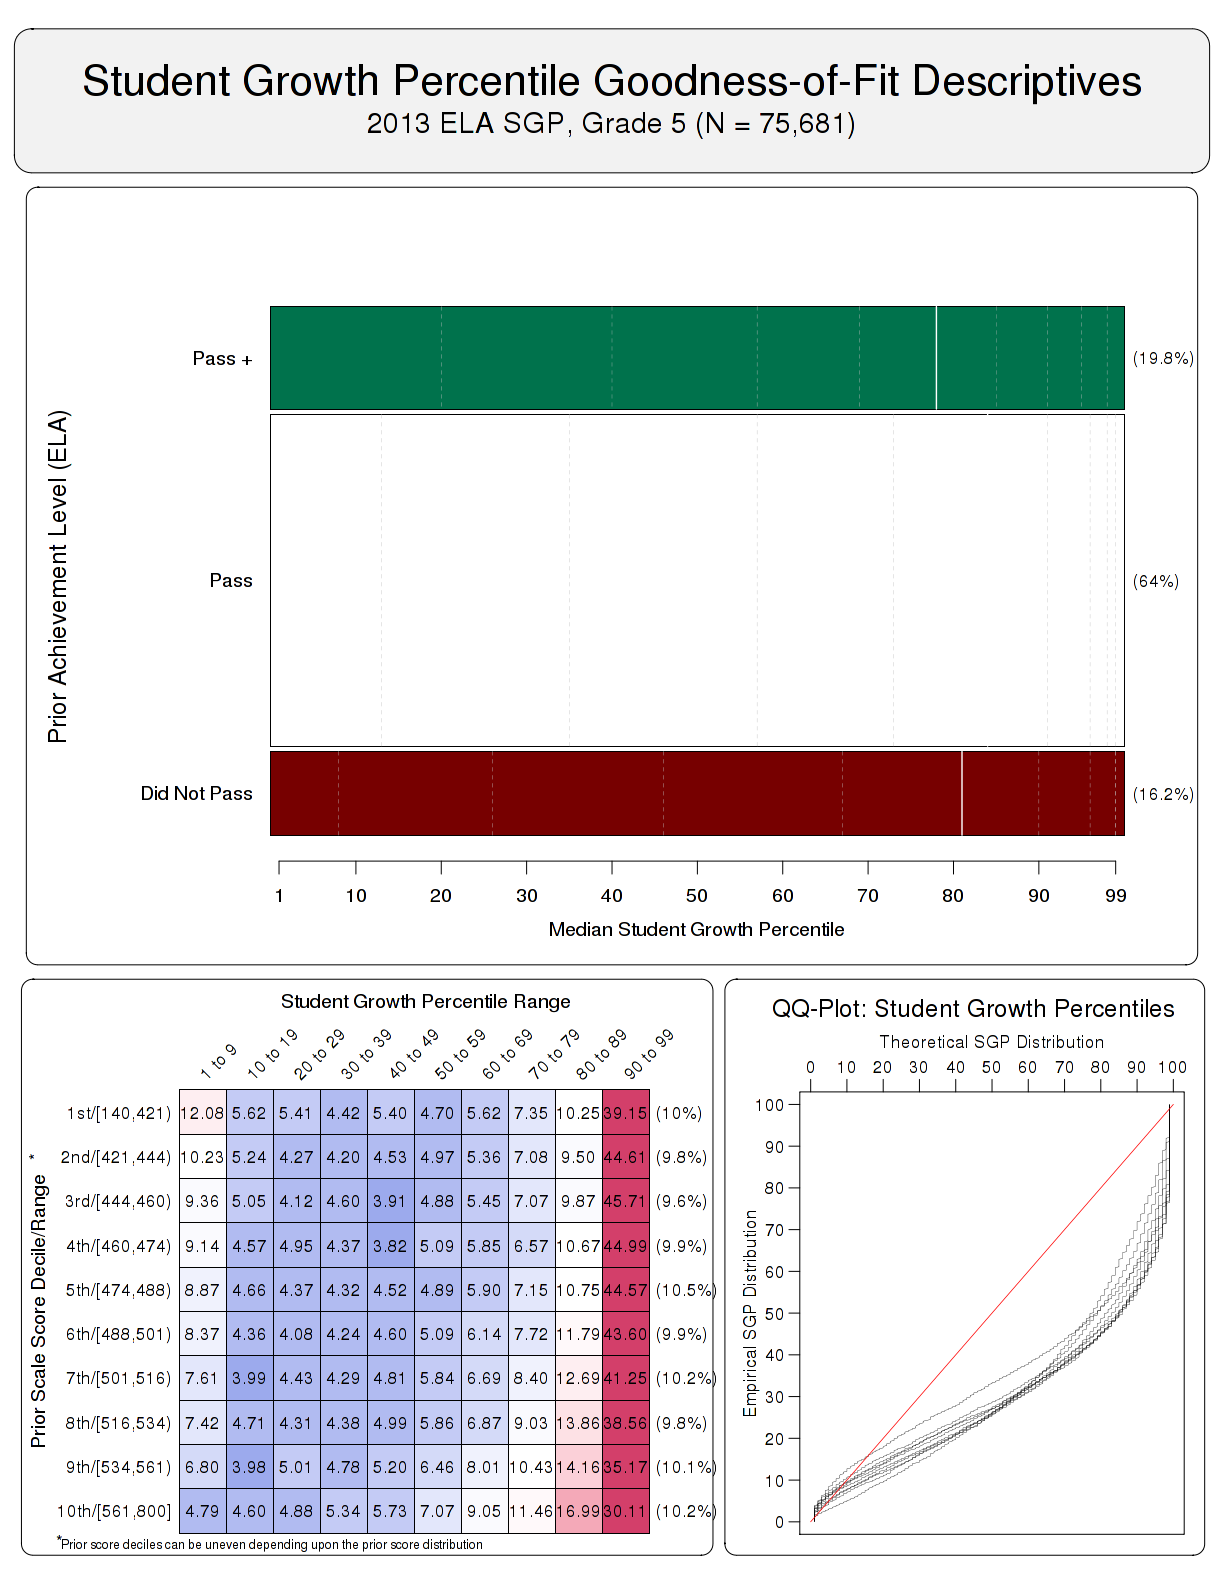 Student Growth Percentile Goodness-of-Fit Descriptives
2013 ELA SGP, Grade 5 (N = 75,681)
Prior Achievement Level (ELA)
Pass + (19.8%)
Pass (64%)
Did Not Pass (16.2%)
1 10 20 30 40 50 60 70 80 90 99
Median Student Growth Percentile
Student Growth Percentile Range
1 to 9 10 to 19 20 to 29 30 to 39 40 to 49 50 to 59 60 to 69 70 to 79 80 to 89 90 to 99
Prior Scale Score Decile/Range *
1st/[140,421) 12.08 5.62 5.41 4.42 5.40 4.70 5.62 7.35 10.25 39.15 (10%)
2nd/[421,444) 10.23 5.24 4.27 4.20 4.53 4.97 5.36 7.08 9.50 44.61 (9.8%)
3rd/[444,460) 9.36 5.05 4.12 4.60 3.91 4.88 5.45 7.07 9.87 45.71 (9.6%)
4th/[460,474) 9.14 4.57 4.95 4.37 3.82 5.09 5.85 6.57 10.67 44.99 (9.9%)
5th/[474,488) 8.87 4.66 4.37 4.32 4.52 4.89 5.90 7.15 10.75 44.57 (10.5%)
6th/[488,501) 8.37 4.36 4.08 4.24 4.60 5.09 6.14 7.72 11.79 43.60 (9.9%)
7th/[501,516) 7.61 3.99 4.43 4.29 4.81 5.84 6.69 8.40 12.69 41.25 (10.2%)
8th/[516,534) 7.42 4.71 4.31 4.38 4.99 5.86 6.87 9.03 13.86 38.56 (9.8%)
9th/[534,561) 6.80 3.98 5.01 4.78 5.20 6.46 8.01 10.43 14.16 35.17 (10.1%)
10th/[561,800] 4.79 4.60 4.88 5.34 5.73 7.07 9.05 11.46 16.99 30.11 (10.2%)
*Prior score deciles can be uneven depending upon the prior score distribution
QQ-Plot: Student Growth Percentiles
Theoretical SGP Distribution
0 10 20 30 40 50 60 70 80 90 100
Empirical SGP Distribution
100
90
80
70
60
50
40
30
20
10
0